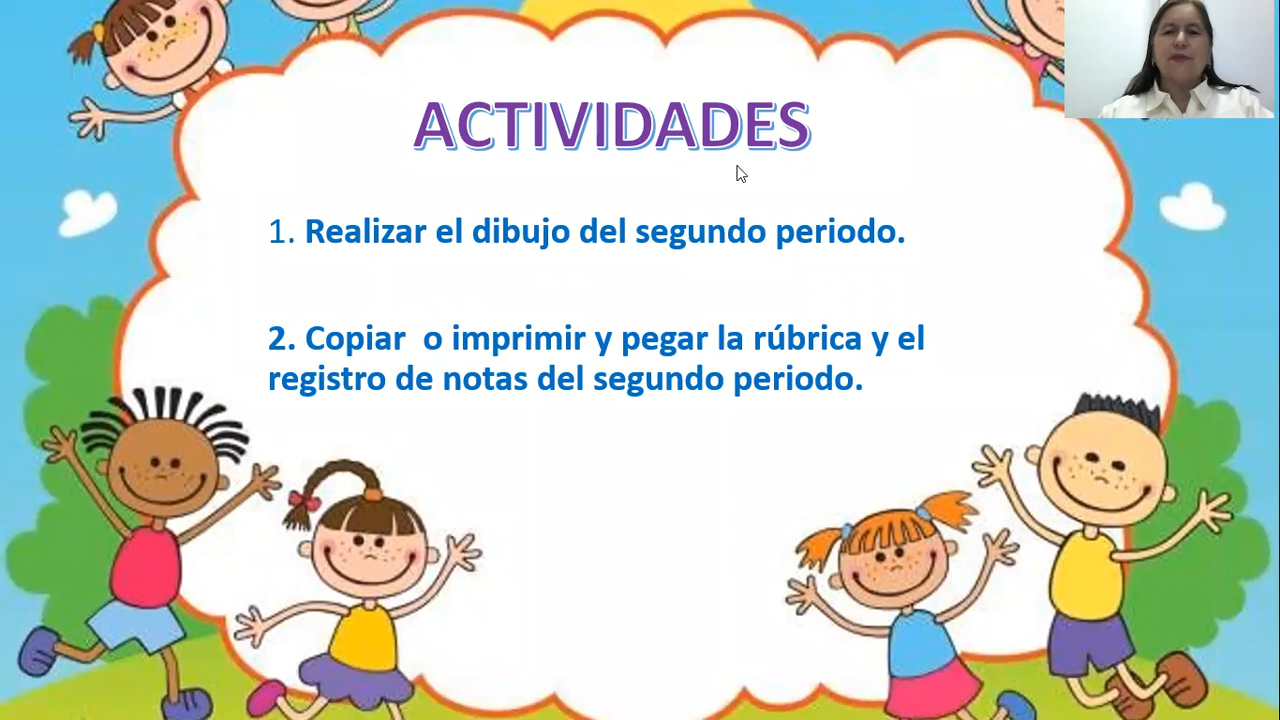 ACTIVIDADES
1. Realizar el dibujo del segundo periodo.
2. Copiar o imprimir y pegar la rúbrica y el
registro de notas del segundo periodo.